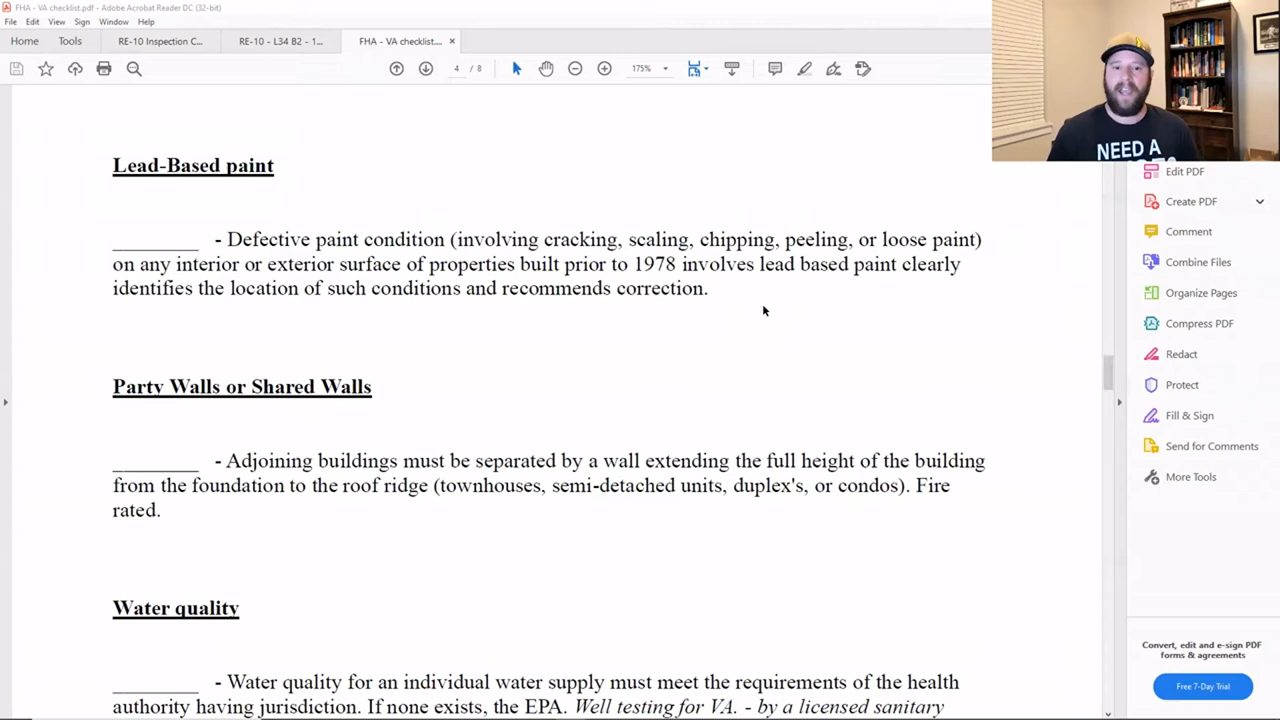 FHA - VA checklist.pdf - Adobe Acrobat Reader DC (32-bit)
File Edit View Sign Window Help
Home Tools RE-10 Inspection C... FHA - VA checklist....
4 / 8 175%
NEED A
Lead-Based paint
________ - Defective paint condition (involving cracking, scaling, chipping, peeling, or loose paint)
on any interior or exterior surface of properties built prior to 1978 involves lead based paint clearly
identifies the location of such conditions and recommends correction.
Party Walls or Shared Walls
________ - Adjoining buildings must be separated by a wall extending the full height of the building
from the foundation to the roof ridge (townhouses, semi-detached units, duplex's, or condos). Fire
rated.
Water quality
________ - Water quality for an individual water supply must meet the requirements of the health
authority having jurisdiction. If none exists, the EPA. Well testing for VA. - by a licensed sanitary
Edit PDF
Create PDF
Comment
Combine Files
Organize Pages
Compress PDF
Redact
Protect
Fill & Sign
Send for Comments
More Tools
Convert, edit and e-sign PDF
forms & agreements
Free 7-Day Trial